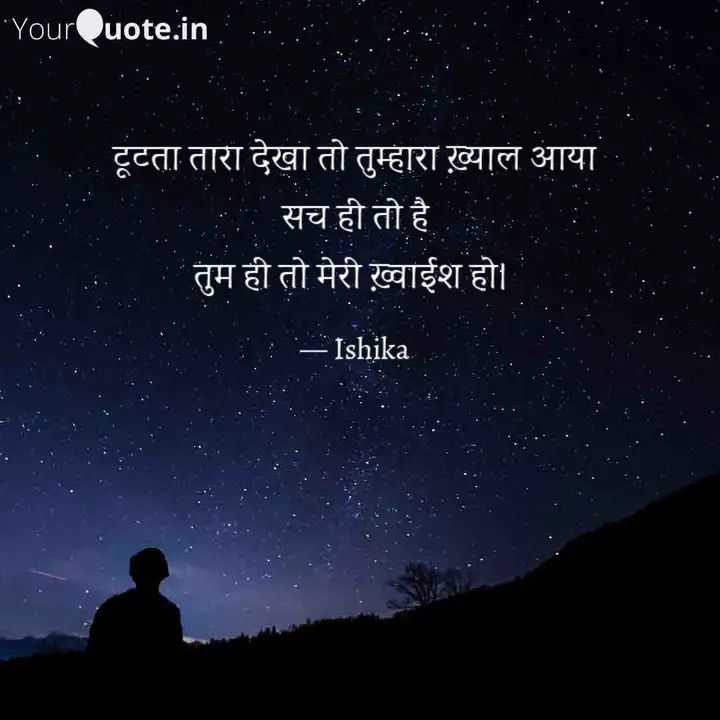 YourQuote.in
टूटता तारा देखा तो तुम्हारा ख़्याल आया
सच ही तो है
तुम ही तो मेरी ख़्वाईश हो।
— Ishika